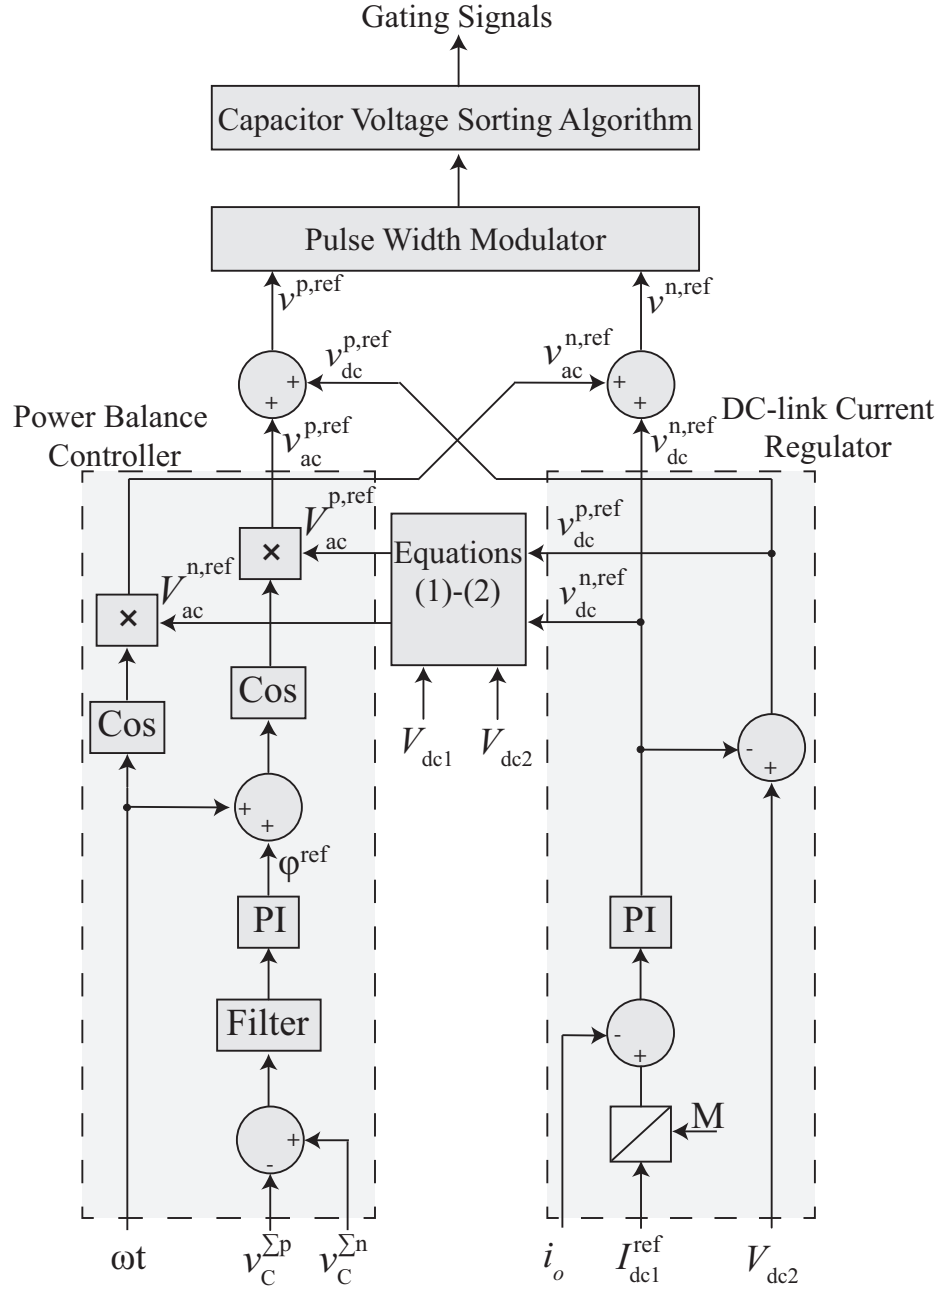 Gating Signals
Capacitor Voltage Sorting Algorithm
Pulse Width Modulator
v^p,ref
v^n,ref
v_dc^p,ref
v_ac^n,ref
+
+
+
+
Power Balance
Controller
DC-link Current
Regulator
v_ac^p,ref
v_dc^n,ref
V_ac^p,ref
Equations
(1)-(2)
v_dc^p,ref
×
V_ac^n,ref
v_dc^n,ref
×
Cos
Cos
V_dc1
V_dc2
-
+
+
+
φ^ref
PI
PI
Filter
-
+
M
+
-
ωt
v_C^Σp
v_C^Σn
i_o
I_dc1^ref
V_dc2